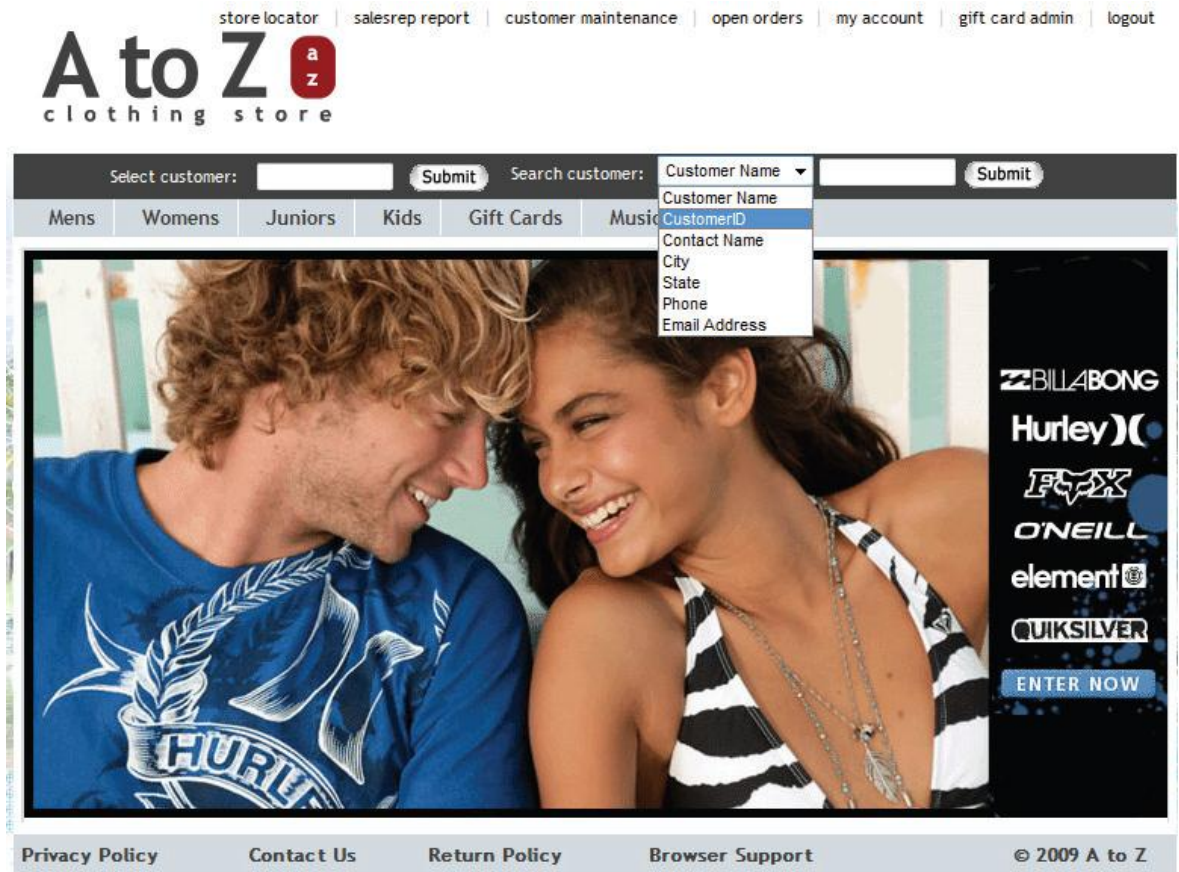 store locator | salesrep report | customer maintenance | open orders | my account | gift card admin | logout
A to Z a z
clothing store
Select customer: Submit Search customer: Customer Name Submit
Mens Womens Juniors Kids Gift Cards Music
Customer Name
CustomerID
Contact Name
City
State
Phone
Email Address
BILLABONG
Hurley
FOX
O'NEILL
element
QUIKSILVER
ENTER NOW
HURLE
Privacy Policy Contact Us Return Policy Browser Support © 2009 A to Z